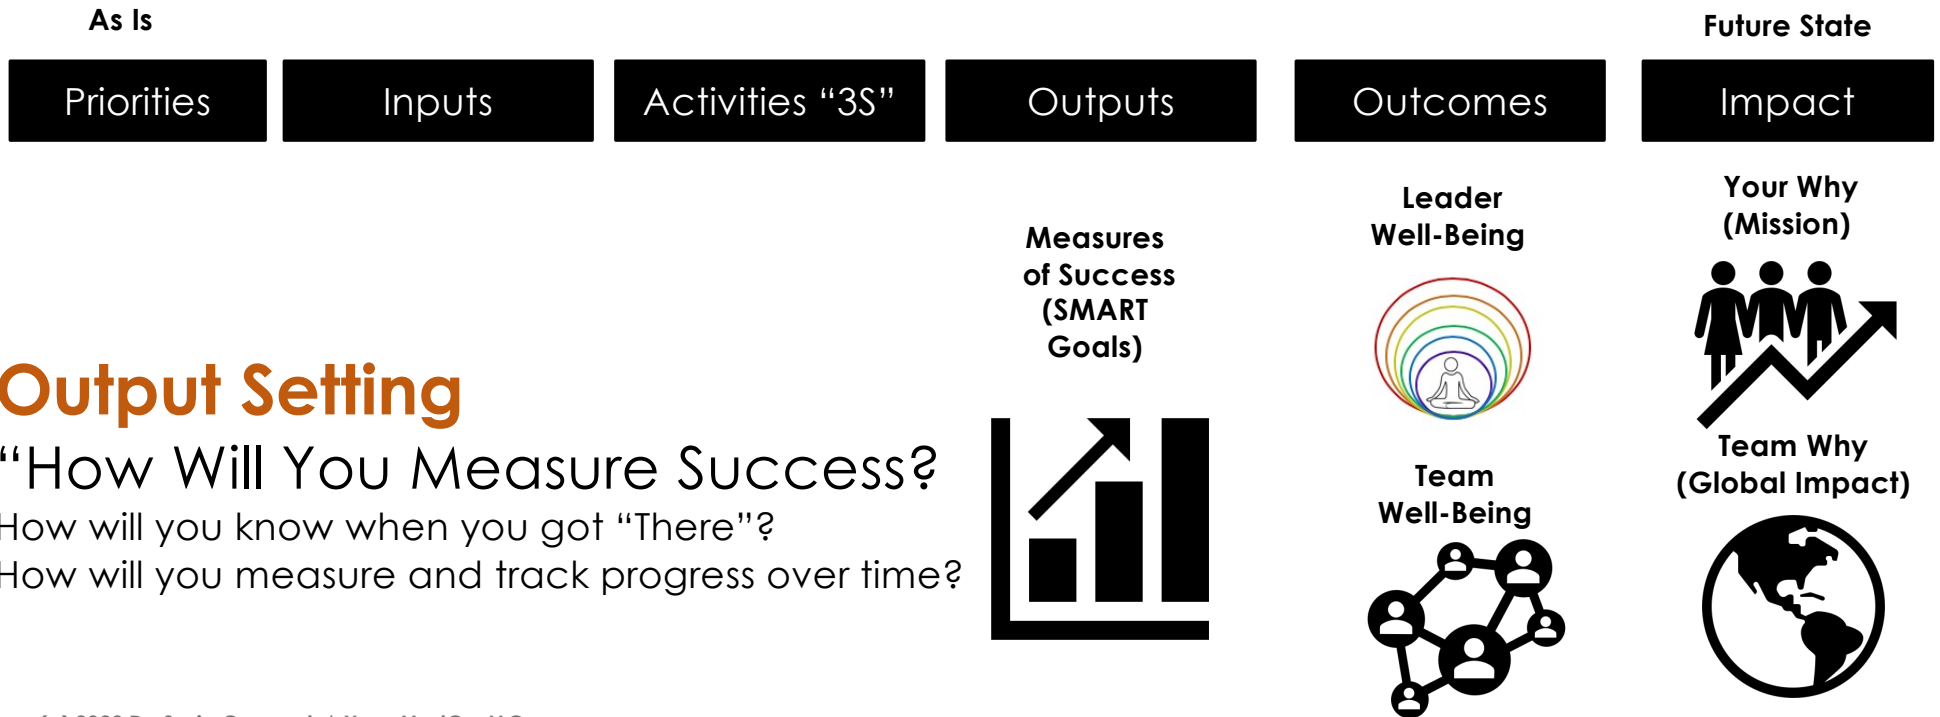 As Is
Future State
Priorities
Inputs
Activities “3S”
Outputs
Outcomes
Impact
Measures
of Success
(SMART
Goals)
Leader
Well-Being
Team
Well-Being
Your Why
(Mission)
Team Why
(Global Impact)
Output Setting
“How Will You Measure Success?
How will you know when you got “There”?
How will you measure and track progress over time?